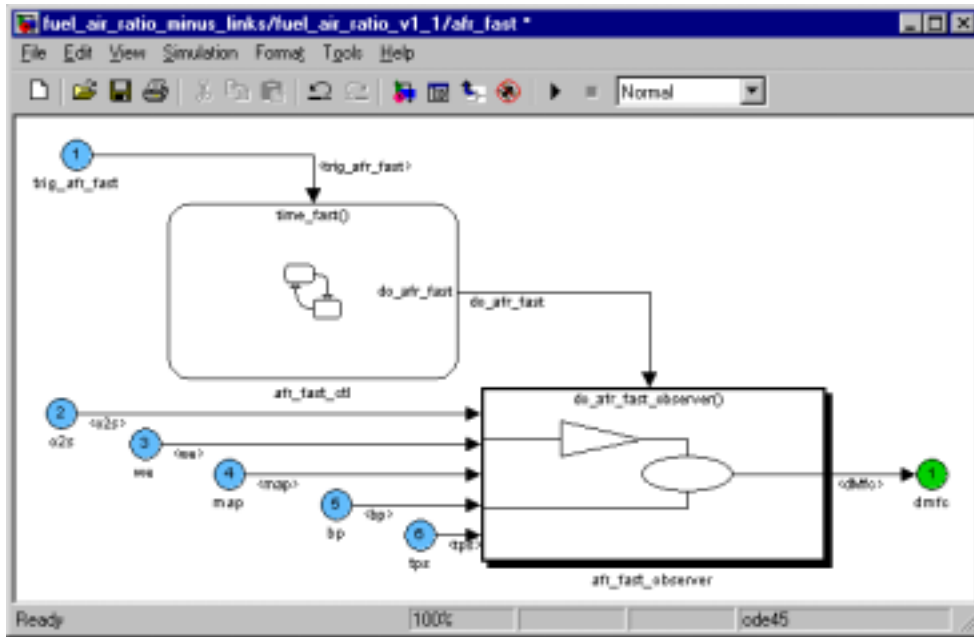 fuel_air_ratio_minus_links/fuel_air_ratio_v1_1/afr_fast *
File Edit View Simulation Format Tools Help
Normal
1
trig_afr_fast
<trig_afr_fast>
time_fast()
do_afr_fast
do_afr_fast
afr_fast_ctl
do_afr_fast_observer()
2
<o2s>
o2s
3
<we>
we
4
<map>
map
5
<bp>
bp
6
<tps>
tps
<dMfc>
1
dmfc
afr_fast_observer
Ready 100% ode45